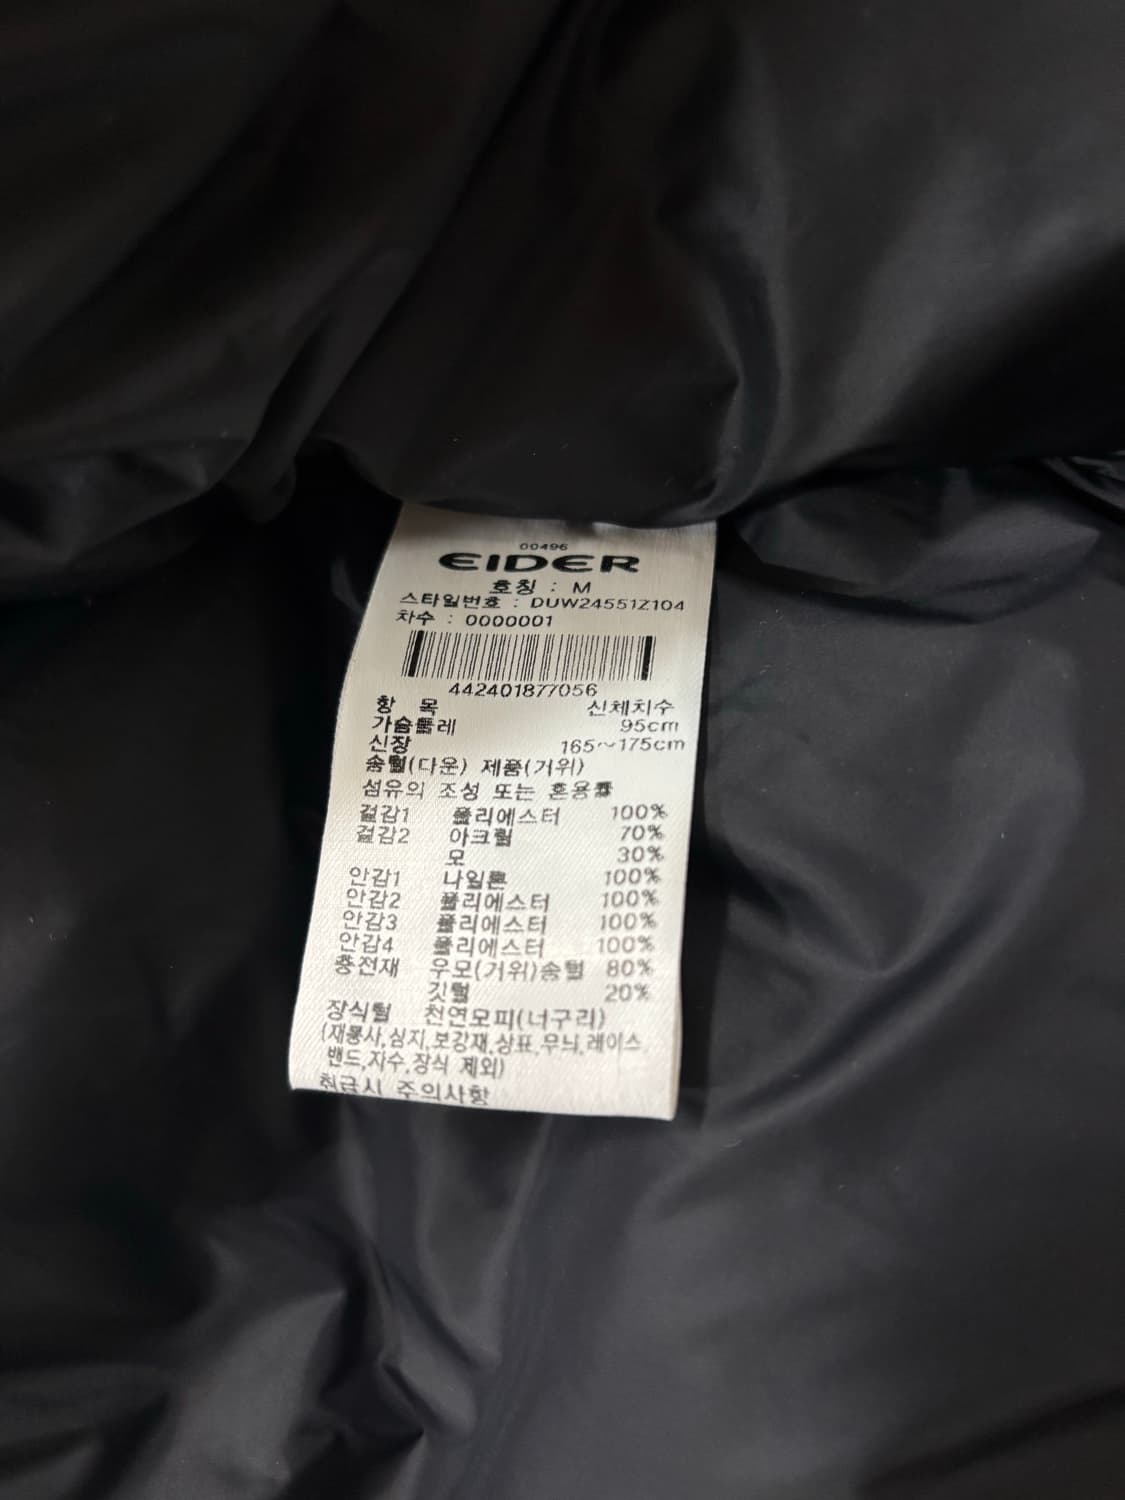 00496
EIDER
호칭 : M
스타일번호 : DUW24551Z104
차수 : 0000001
442401877056
항 목 신체치수
가슴둘레 95cm
신장 165~175cm
솜털(다운) 제품(거위)
섬유의 조성 또는 혼용률
겉감1 폴리에스터 100%
겉감2 아크릴 70%
모 30%
안감1 나일론 100%
안감2 폴리에스터 100%
안감3 폴리에스터 100%
안감4 폴리에스터 100%
충전재 우모(거위)솜털 80%
깃털 20%
장식털 천연모피(너구리)
(재봉사,심지,보강재,상표,무늬,레이스,
밴드,자수,장식 제외)
취급시 주의사항